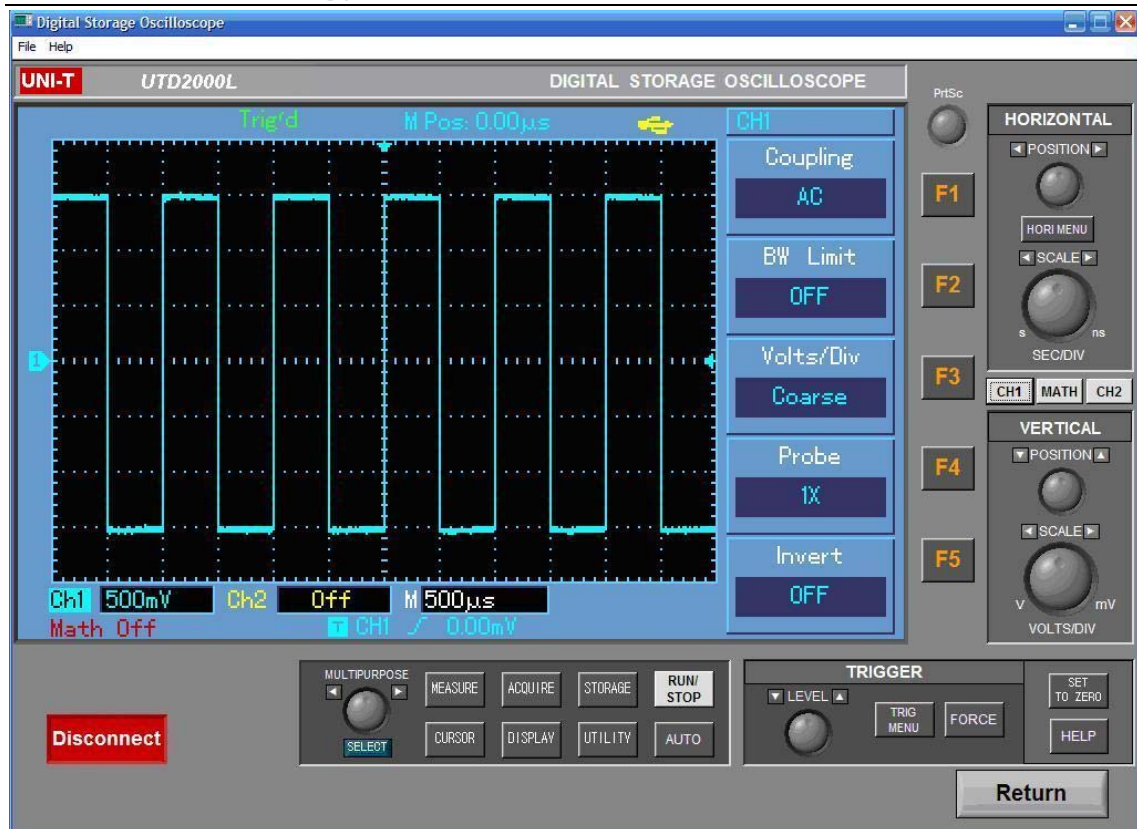 Digital Storage Oscilloscope
File Help
UNI-T UTD2000L DIGITAL STORAGE OSCILLOSCOPE
PrtSc
Trig'd M Pos: 0.00μs CH1
HORIZONTAL
POSITION
Coupling
AC
F1
HORI MENU
BW Limit
OFF
F2
SCALE
s ns
SEC/DIV
1
Volts/Div
Coarse
F3
CH1 MATH CH2
VERTICAL
POSITION
Probe
1X
F4
SCALE
Invert
OFF
F5
V mV
VOLTS/DIV
Ch1 500mV Ch2 Off M 500μs
Math Off T CH1 0.00mV
MULTIPURPOSE
SELECT
MEASURE ACQUIRE STORAGE RUN/
STOP
CURSOR DISPLAY UTILITY AUTO
TRIGGER
LEVEL
TRIG
MENU
FORCE
SET
TO ZERO
HELP
Disconnect
Return